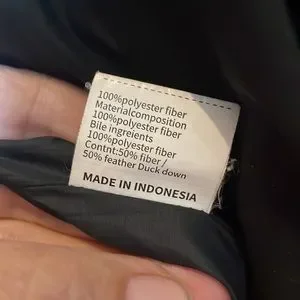 100%polyester fiber
Materialcomposition
100%polyester fiber
Bile ingreients
100%polyester fiber
Contnt:50% fiber /
50% feather Duck down
MADE IN INDONESIA